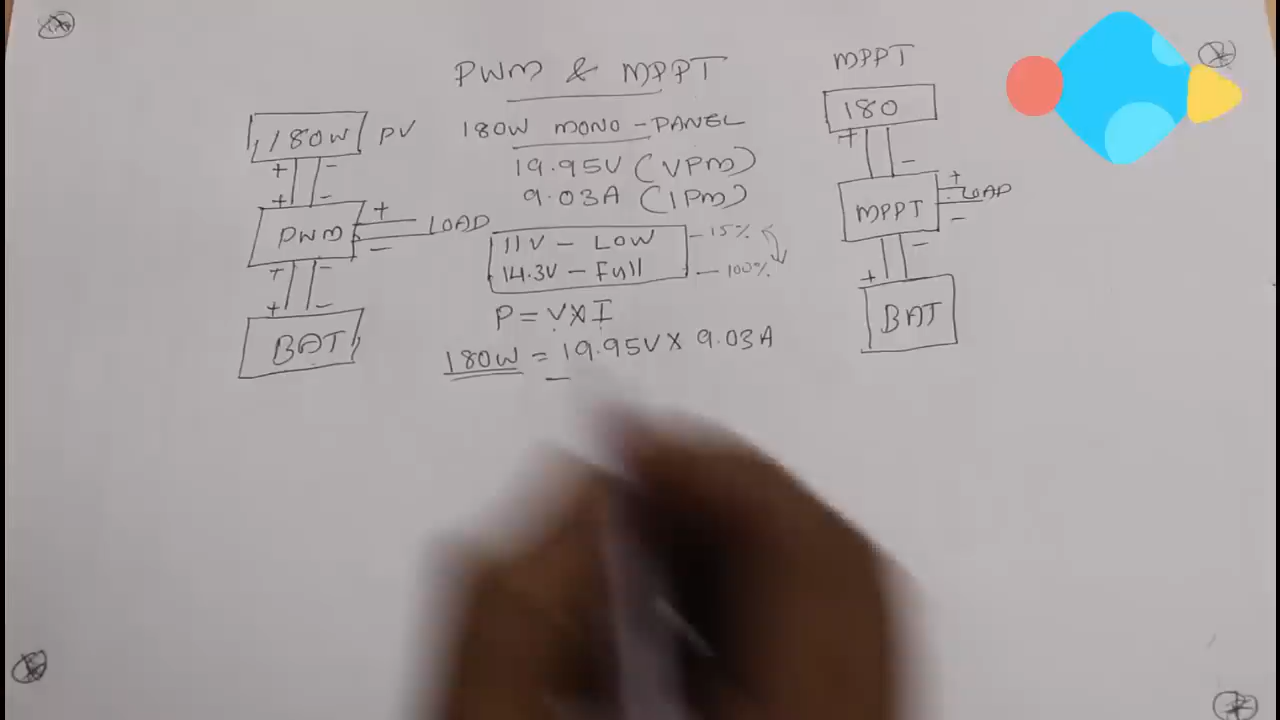 PWM & MPPT
180W MONO-PANEL
19.95V (VPM)
9.03A (IPM)
11V - LOW - 15%
14.3V - Full - 100%
P = V X I
180W = 19.95V X 9.03A
180W PV
+ -
+ -
PWM + - LOAD
+ -
+ -
BAT
MPPT
180
+ -
MPPT + - LOAD
+ -
BAT